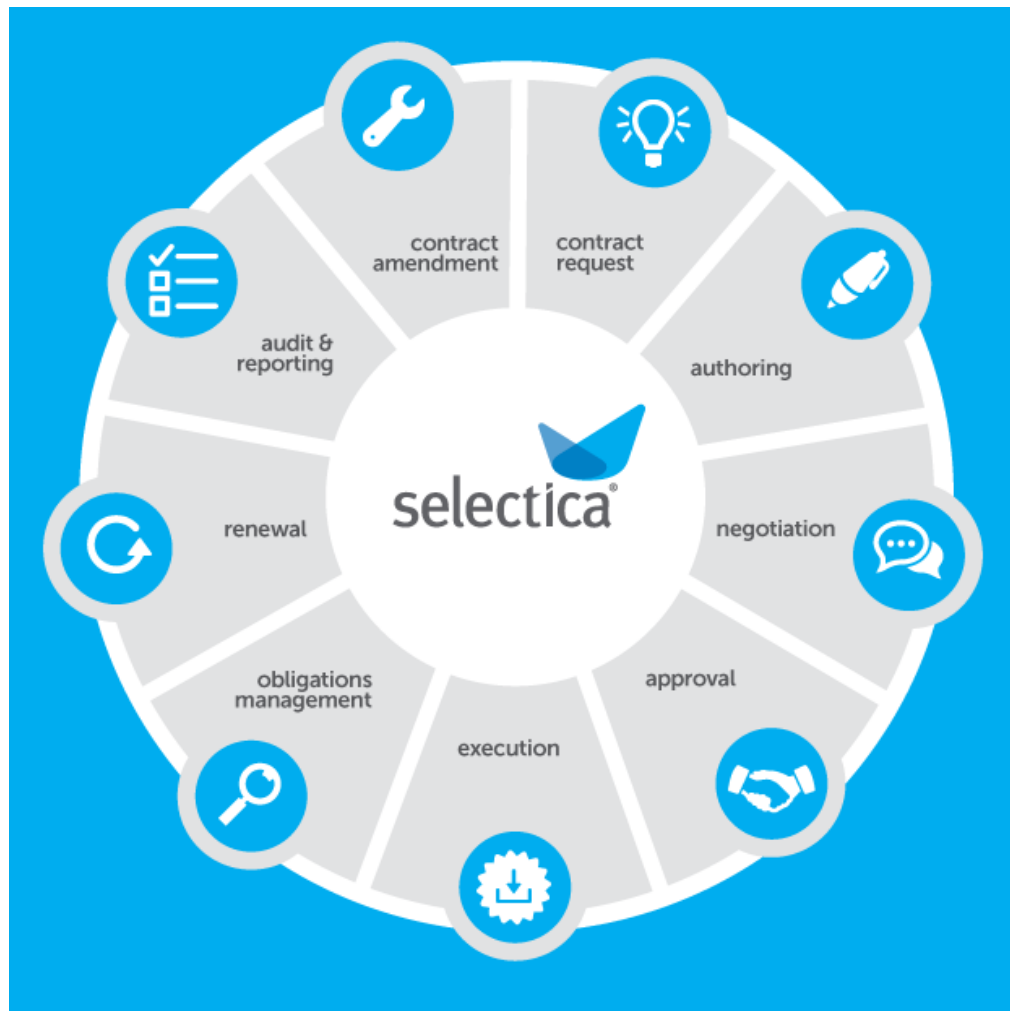 contract
request
authoring
negotiation
approval
execution
obligations
management
renewal
audit &
reporting
contract
amendment
selectica®